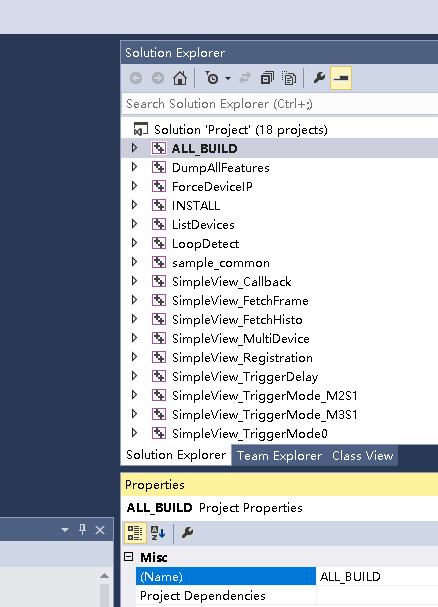 Solution Explorer
Search Solution Explorer (Ctrl+;)
Solution 'Project' (18 projects)
ALL_BUILD
DumpAllFeatures
ForceDeviceIP
INSTALL
ListDevices
LoopDetect
sample_common
SimpleView_Callback
SimpleView_FetchFrame
SimpleView_FetchHisto
SimpleView_MultiDevice
SimpleView_Registration
SimpleView_TriggerDelay
SimpleView_TriggerMode_M2S1
SimpleView_TriggerMode_M3S1
SimpleView_TriggerMode0
Solution Explorer Team Explorer Class View
Properties
ALL_BUILD Project Properties
Misc
(Name) ALL_BUILD
Project Dependencies